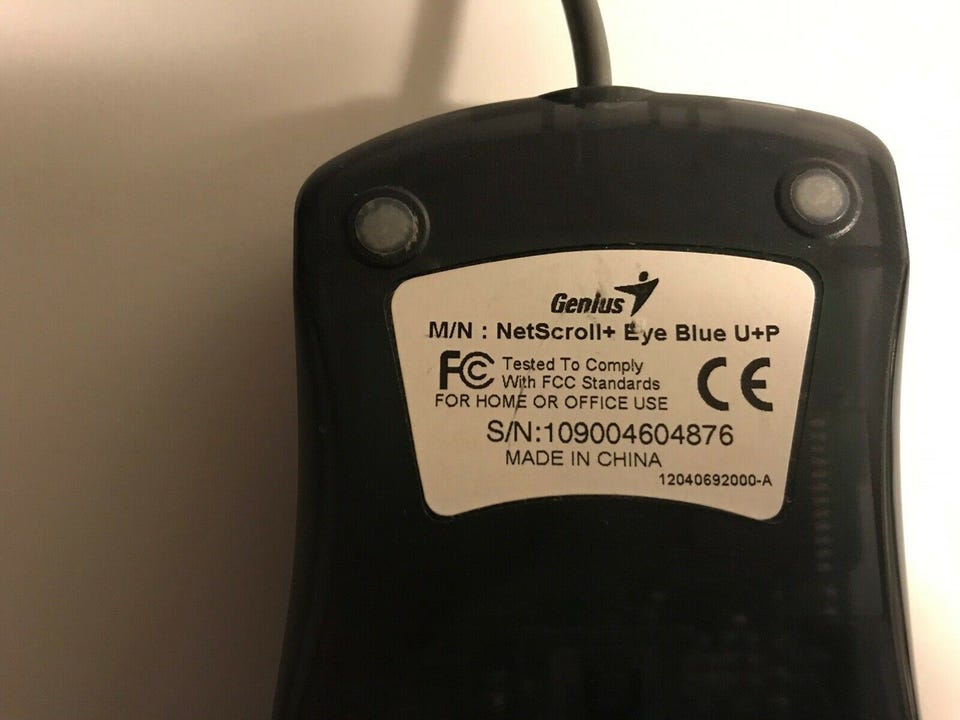 Genius
M/N : NetScroll+ Eye Blue U+P
FC Tested To Comply
With FCC Standards
CE
FOR HOME OR OFFICE USE
S/N:109004604876
MADE IN CHINA
12040692000-A